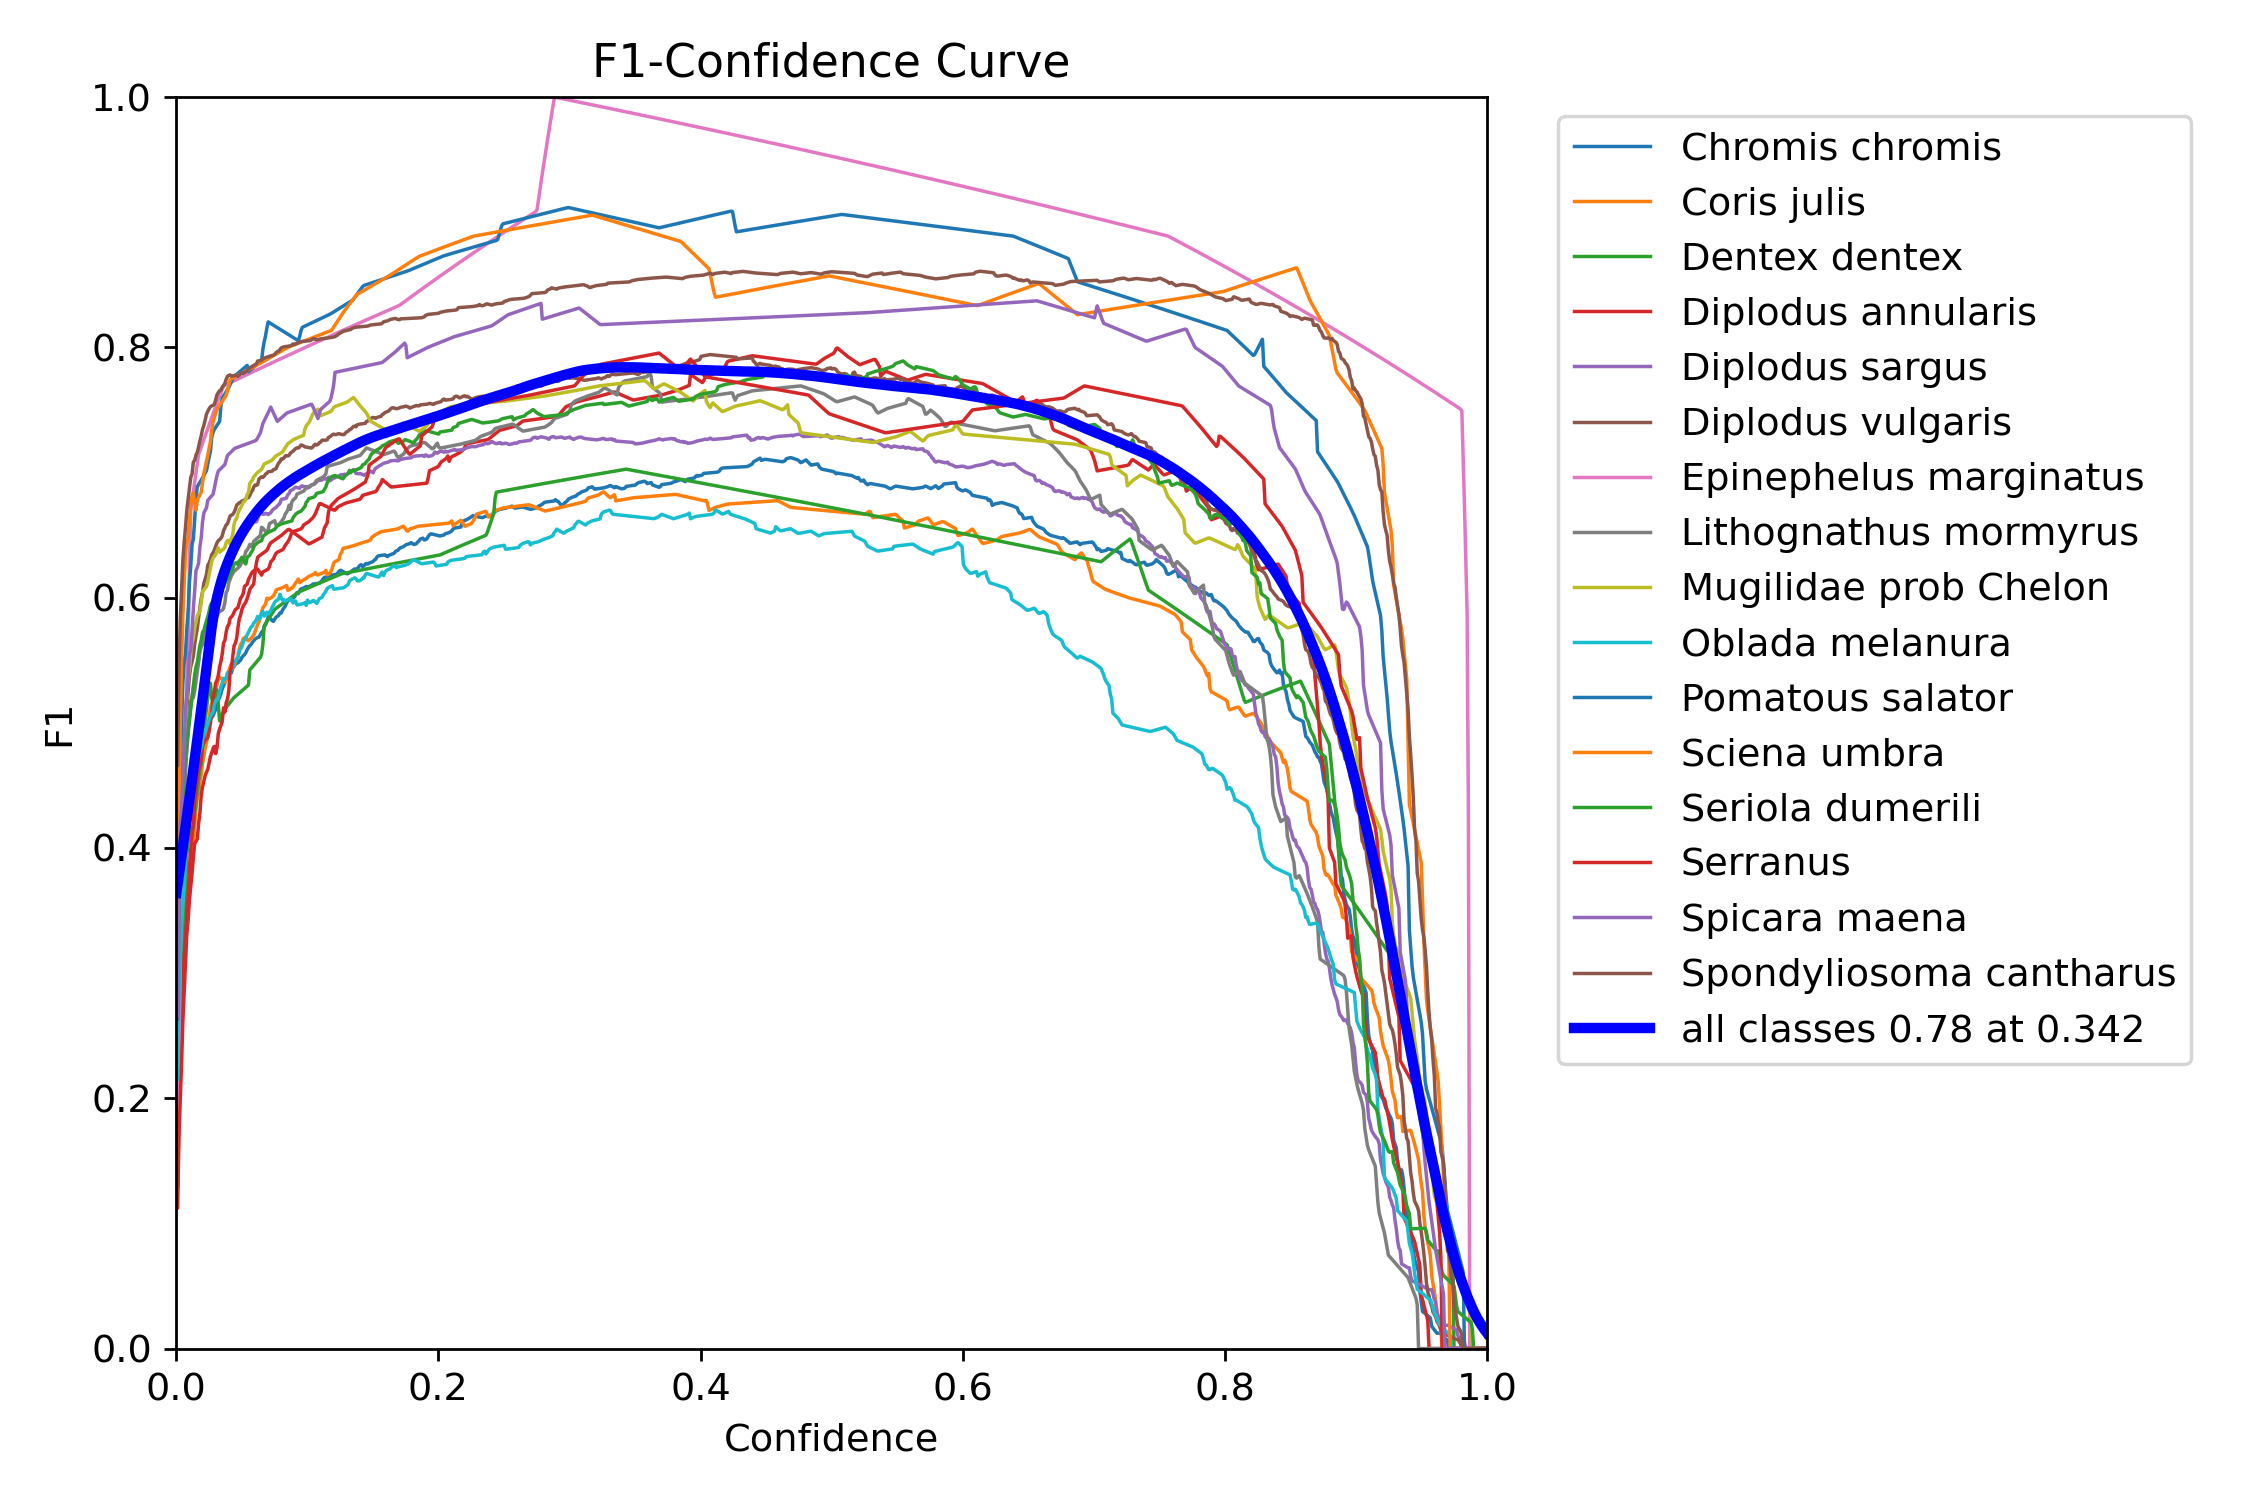 F1-Confidence Curve
1.0
0.8
0.6
0.4
0.2
0.0
F1
0.0 0.2 0.4 0.6 0.8 1.0
Confidence
Chromis chromis
Coris julis
Dentex dentex
Diplodus annularis
Diplodus sargus
Diplodus vulgaris
Epinephelus marginatus
Lithognathus mormyrus
Mugilidae prob Chelon
Oblada melanura
Pomatous salator
Sciena umbra
Seriola dumerili
Serranus
Spicara maena
Spondyliosoma cantharus
all classes 0.78 at 0.342